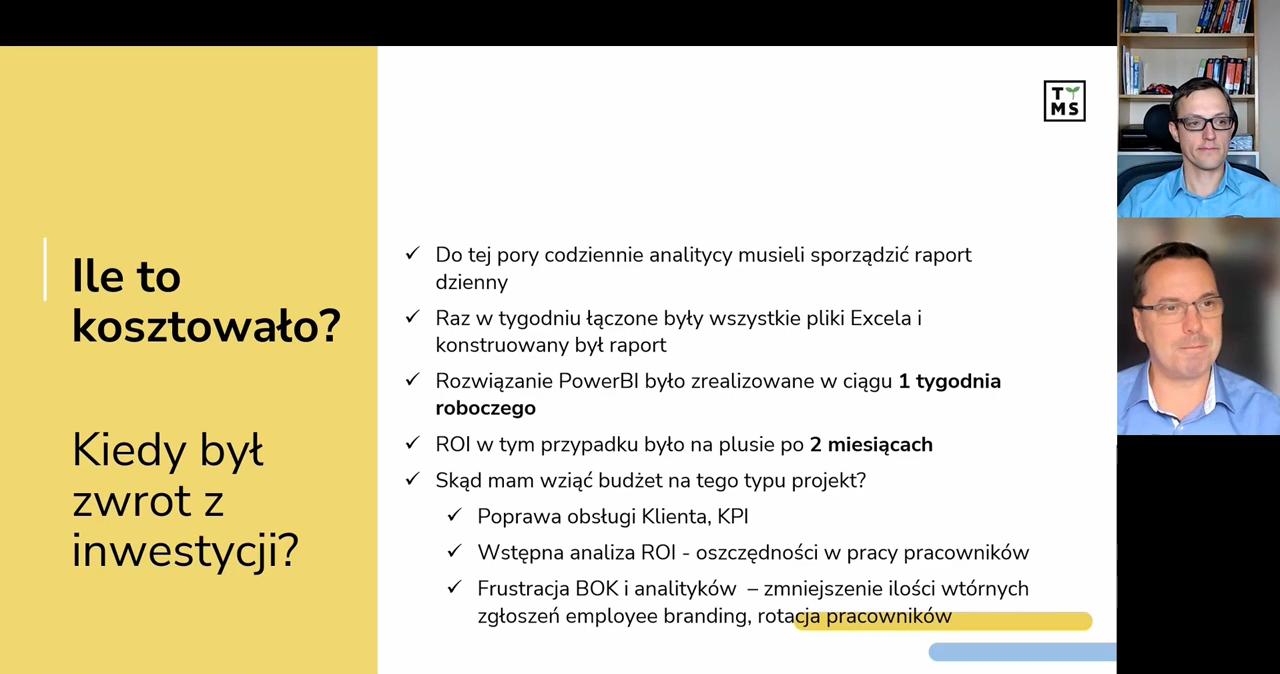 Ile to
kosztowało?
Kiedy był
zwrot z
inwestycji?
T MS
Do tej pory codziennie analitycy musieli sporządzić raport
dzienny
Raz w tygodniu łączone były wszystkie pliki Excela i
konstruowany był raport
Rozwiązanie PowerBI było zrealizowane w ciągu 1 tygodnia
roboczego
ROI w tym przypadku było na plusie po 2 miesiącach
Skąd mam wziąć budżet na tego typu projekt?
Poprawa obsługi Klienta, KPI
Wstępna analiza ROI - oszczędności w pracy pracowników
Frustracja BOK i analityków – zmniejszenie ilości wtórnych
zgłoszeń employee branding, rotacja pracowników